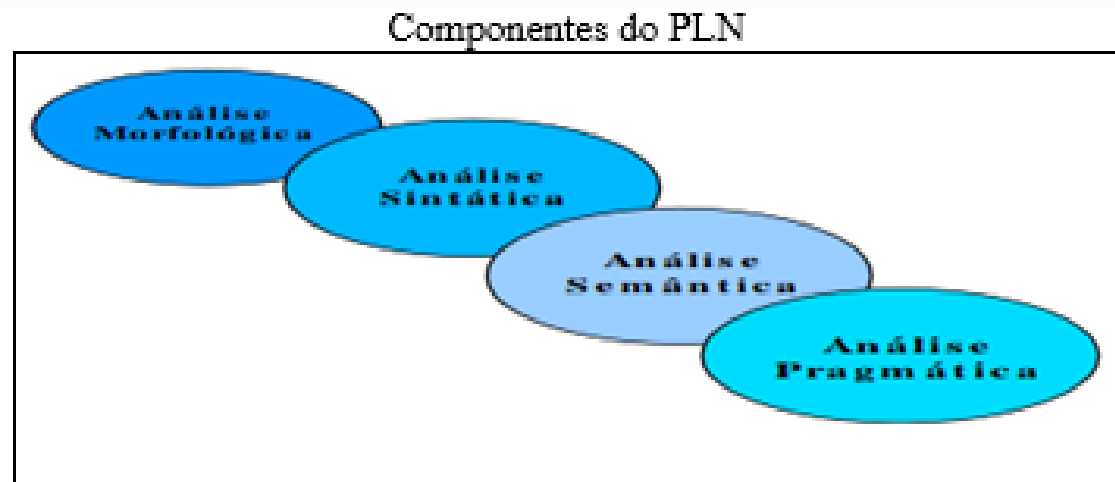 Componentes do PLN
Análise
Morfológica
Análise
Sintática
Análise
Semântica
Análise
Pragmática